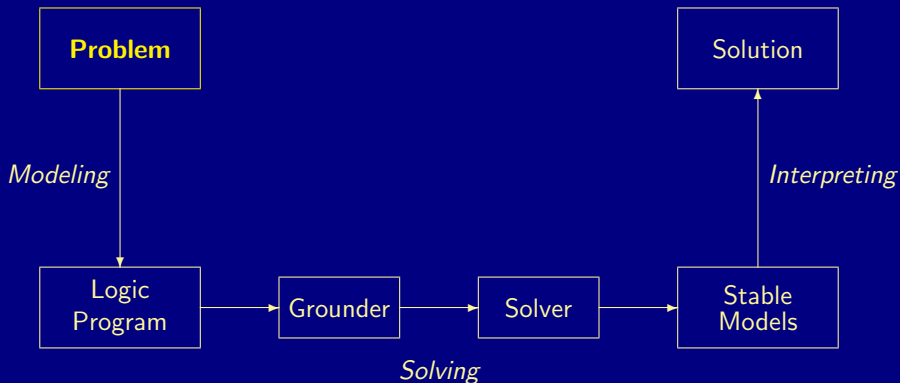 Problem
Solution
Modeling
Interpreting
Logic
Program
Grounder
Solver
Stable
Models
Solving